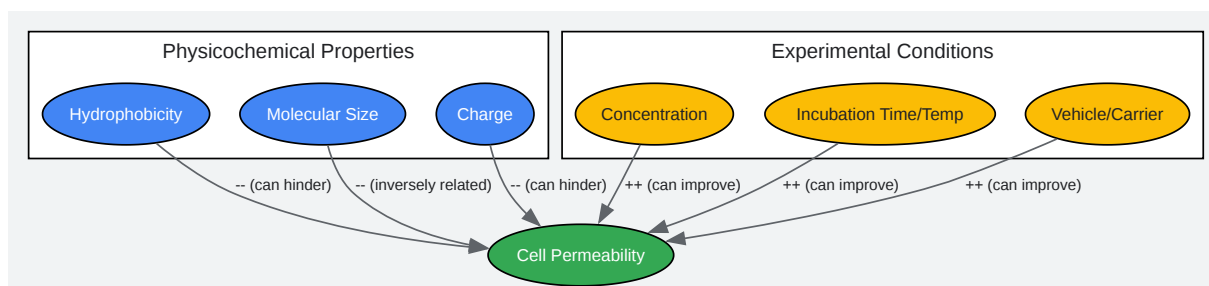 Physicochemical Properties
Experimental Conditions
Hydrophobicity
Molecular Size
Charge
Concentration
Incubation Time/Temp
Vehicle/Carrier
-- (can hinder)
-- (inversely related)
-- (can hinder)
++ (can improve)
++ (can improve)
++ (can improve)
Cell Permeability